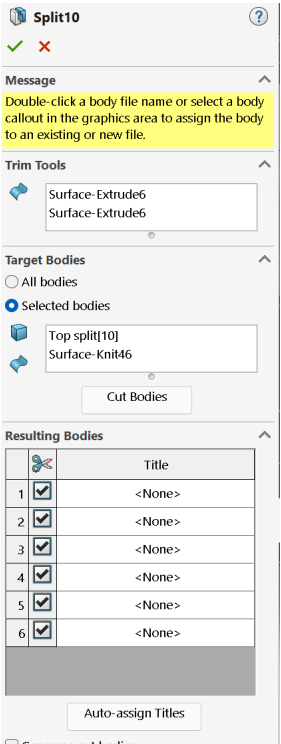 Split10
?
Message
Double-click a body file name or select a body
callout in the graphics area to assign the body
to an existing or new file.
Trim Tools
Surface-Extrude6
Surface-Extrude6
Target Bodies
All bodies
Selected bodies
Top split[10]
Surface-Knit46
Cut Bodies
Resulting Bodies
Title
1 <None>
2 <None>
3 <None>
4 <None>
5 <None>
6 <None>
Auto-assign Titles